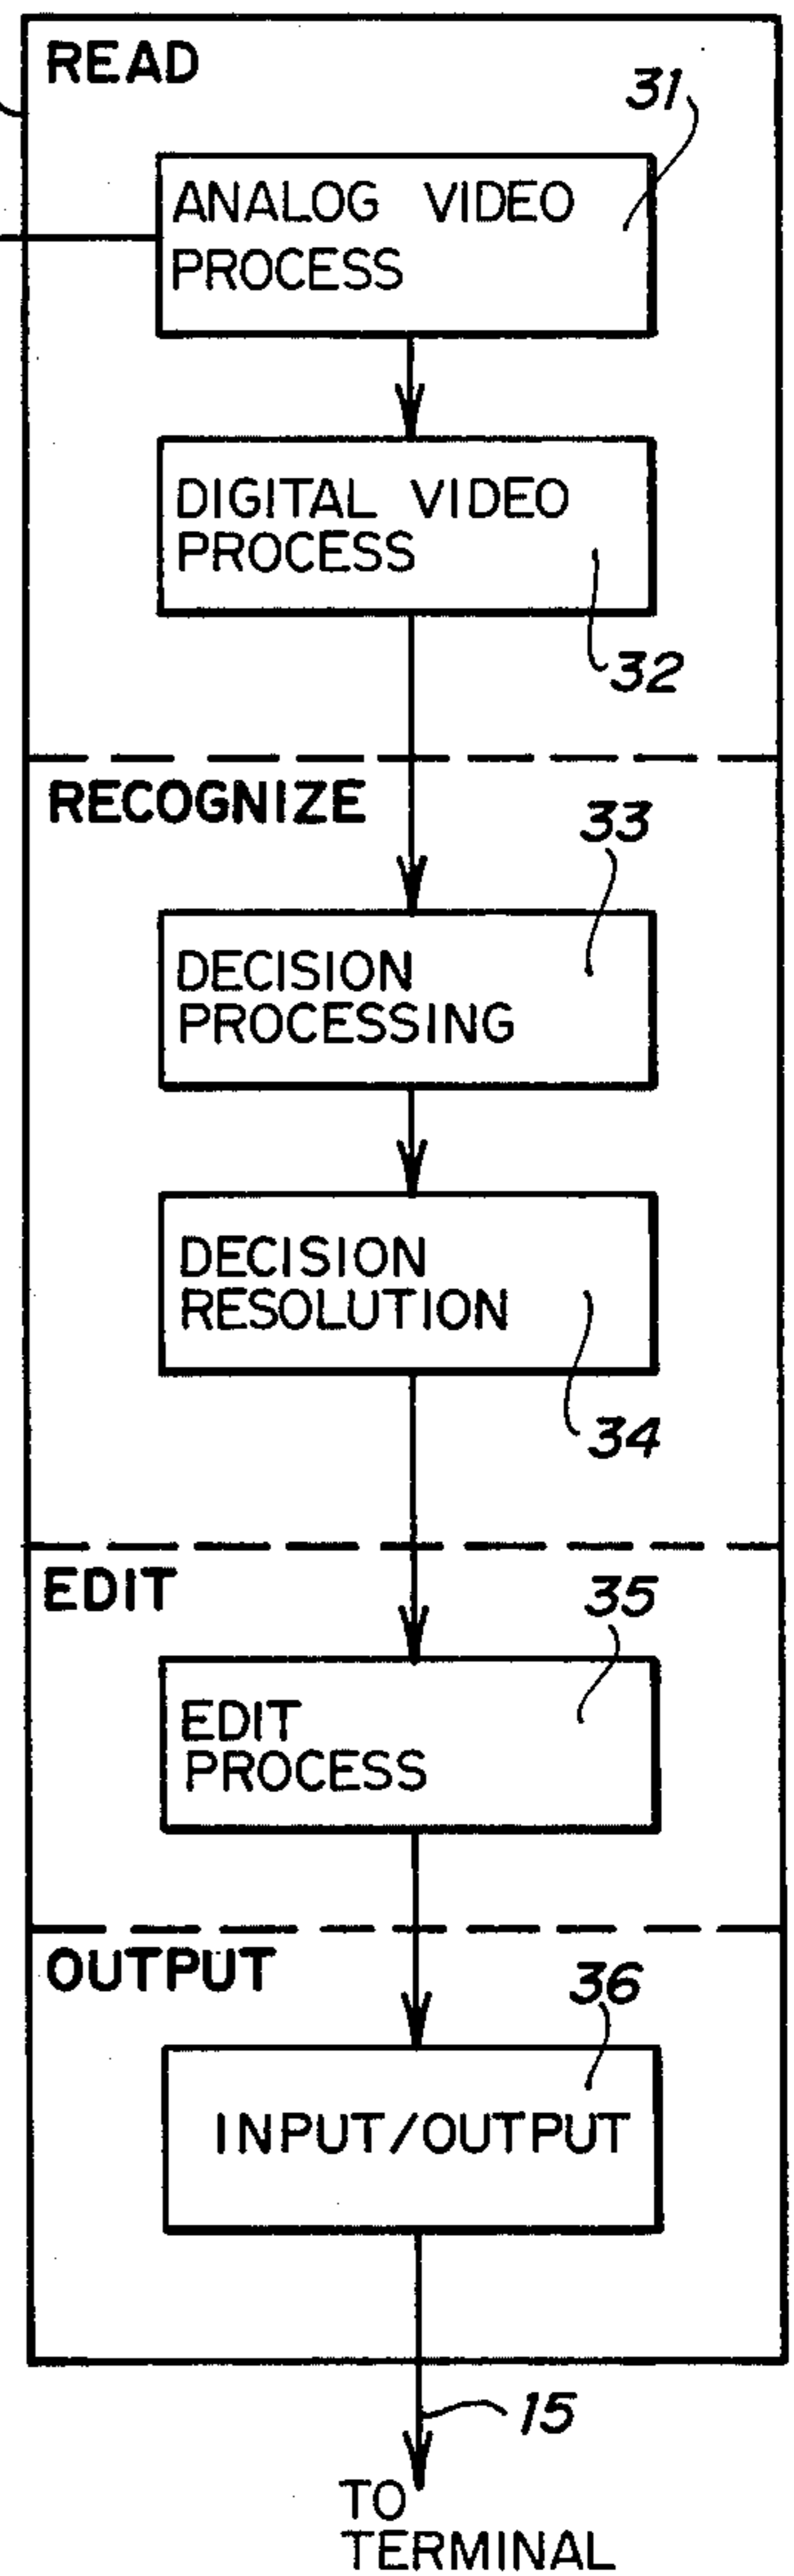 READ
31
ANALOG VIDEO
PROCESS
DIGITAL VIDEO
PROCESS
32
RECOGNIZE
33
DECISION
PROCESSING
DECISION
RESOLUTION
34
EDIT
35
EDIT
PROCESS
OUTPUT
36
INPUT/OUTPUT
15
TO
TERMINAL